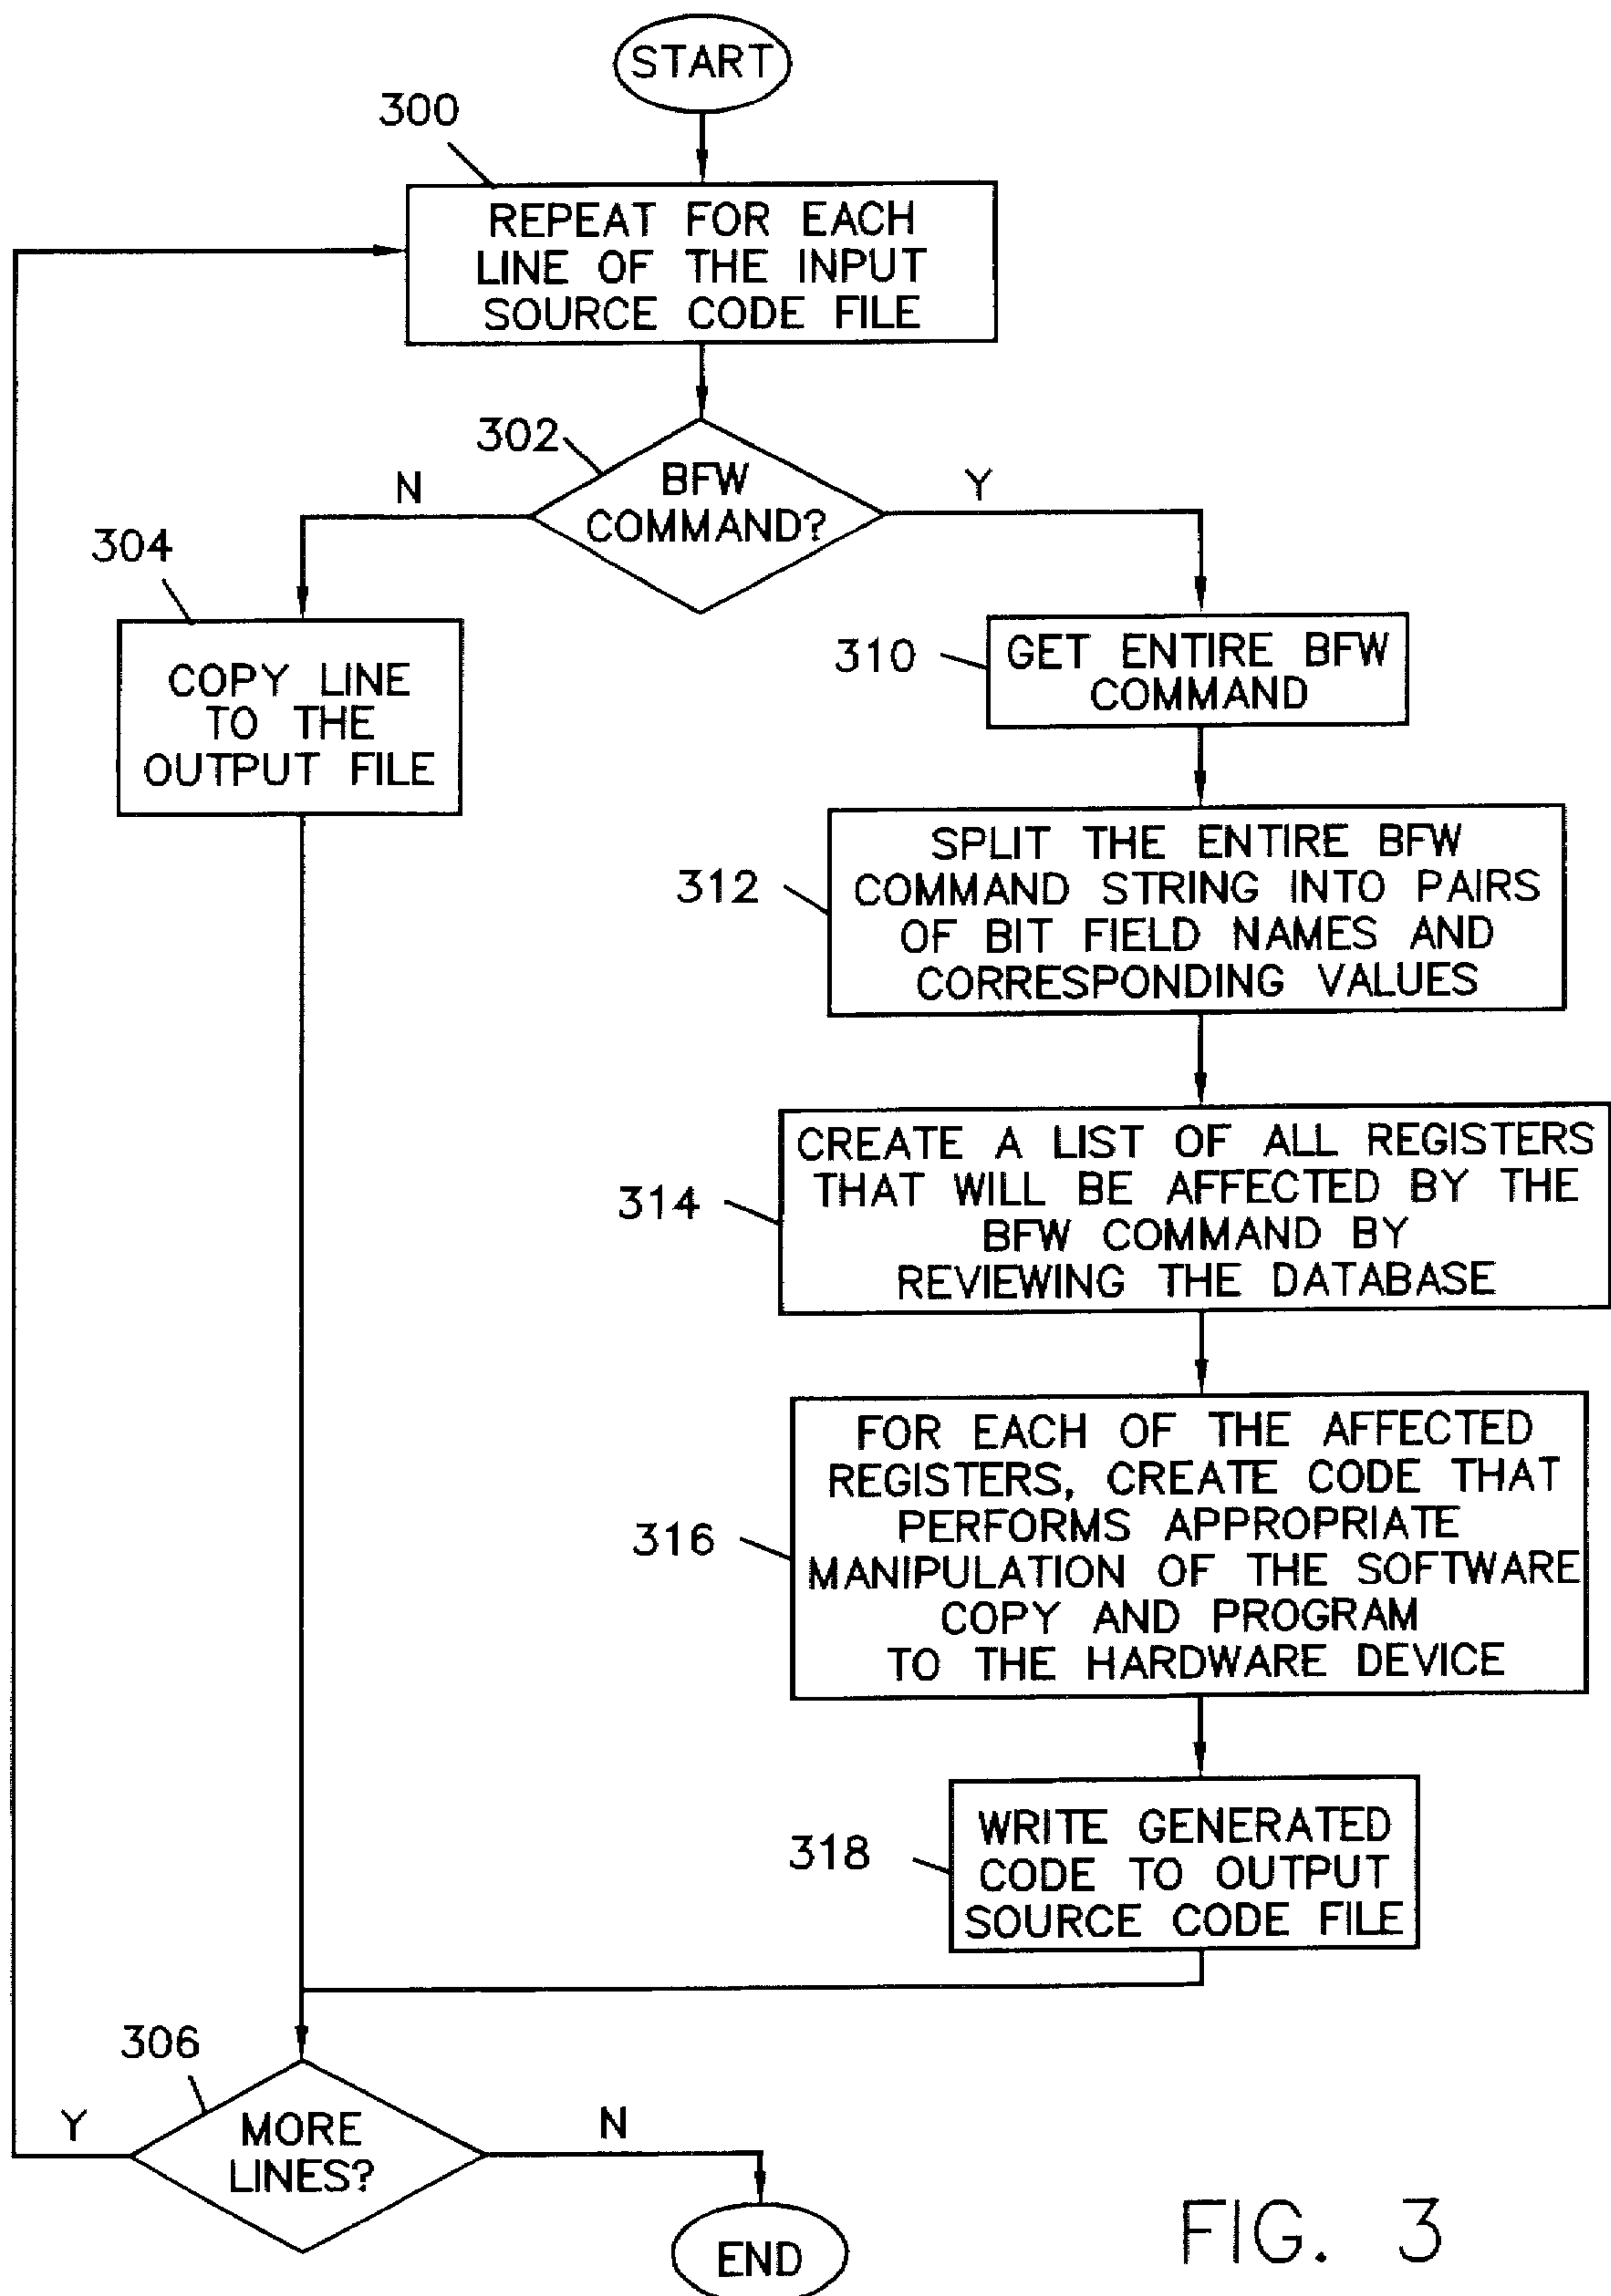 START
300
REPEAT FOR EACH
LINE OF THE INPUT
SOURCE CODE FILE
302
BFW
COMMAND?
N
Y
304
COPY LINE
TO THE
OUTPUT FILE
310
GET ENTIRE BFW
COMMAND
312
SPLIT THE ENTIRE BFW
COMMAND STRING INTO PAIRS
OF BIT FIELD NAMES AND
CORRESPONDING VALUES
314
CREATE A LIST OF ALL REGISTERS
THAT WILL BE AFFECTED BY THE
BFW COMMAND BY
REVIEWING THE DATABASE
316
FOR EACH OF THE AFFECTED
REGISTERS, CREATE CODE THAT
PERFORMS APPROPRIATE
MANIPULATION OF THE SOFTWARE
COPY AND PROGRAM
TO THE HARDWARE DEVICE
318
WRITE GENERATED
CODE TO OUTPUT
SOURCE CODE FILE
306
MORE
LINES?
Y
N
END
FIG. 3